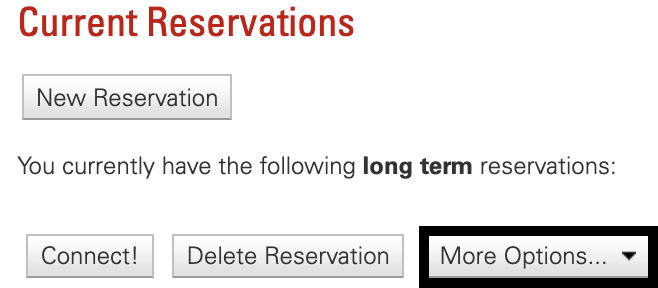 Current Reservations
New Reservation
You currently have the following long term reservations:
Connect! Delete Reservation More Options...